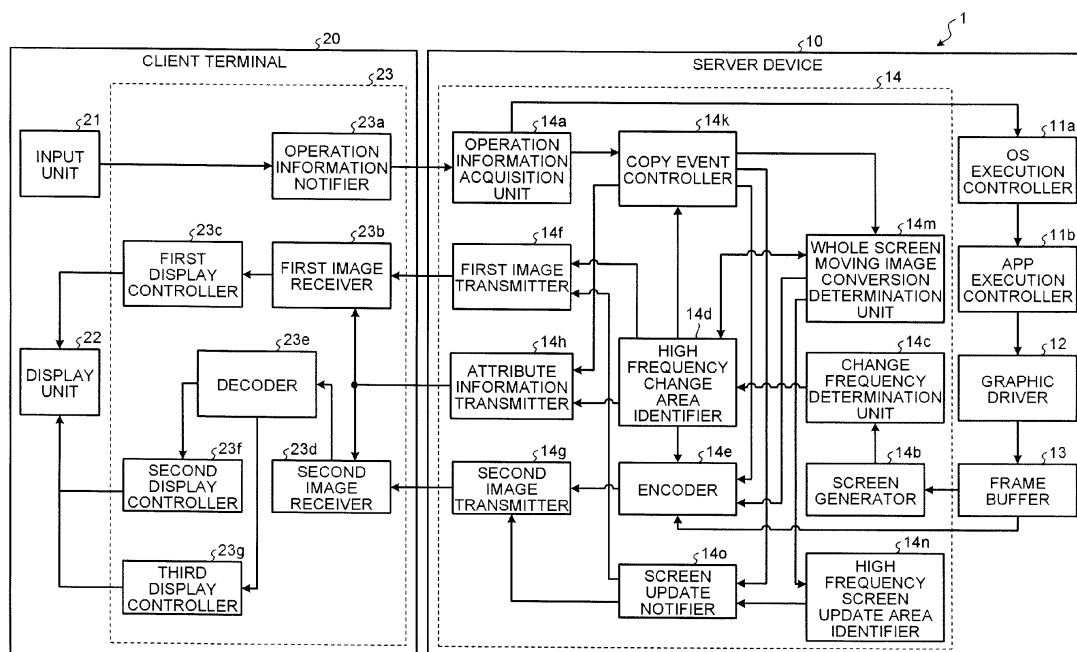 1
20
10
CLIENT TERMINAL
SERVER DEVICE
23
14
21
INPUT
UNIT
23a
OPERATION
INFORMATION
NOTIFIER
14a
OPERATION
INFORMATION
ACQUISITION
UNIT
14k
COPY EVENT
CONTROLLER
11a
OS
EXECUTION
CONTROLLER
23c
FIRST
DISPLAY
CONTROLLER
23b
FIRST IMAGE
RECEIVER
14f
FIRST IMAGE
TRANSMITTER
14m
WHOLE SCREEN
MOVING IMAGE
CONVERSION
DETERMINATION
UNIT
11b
APP
EXECUTION
CONTROLLER
22
DISPLAY
UNIT
23e
DECODER
14h
ATTRIBUTE
INFORMATION
TRANSMITTER
14d
HIGH
FREQUENCY
CHANGE AREA
IDENTIFIER
14c
CHANGE
FREQUENCY
DETERMINATION
UNIT
12
GRAPHIC
DRIVER
23f
SECOND
DISPLAY
CONTROLLER
23d
SECOND
IMAGE
RECEIVER
14g
SECOND
IMAGE
TRANSMITTER
14e
ENCODER
14b
SCREEN
GENERATOR
13
FRAME
BUFFER
23g
THIRD
DISPLAY
CONTROLLER
14o
SCREEN
UPDATE
NOTIFIER
14n
HIGH
FREQUENCY
SCREEN
UPDATE AREA
IDENTIFIER